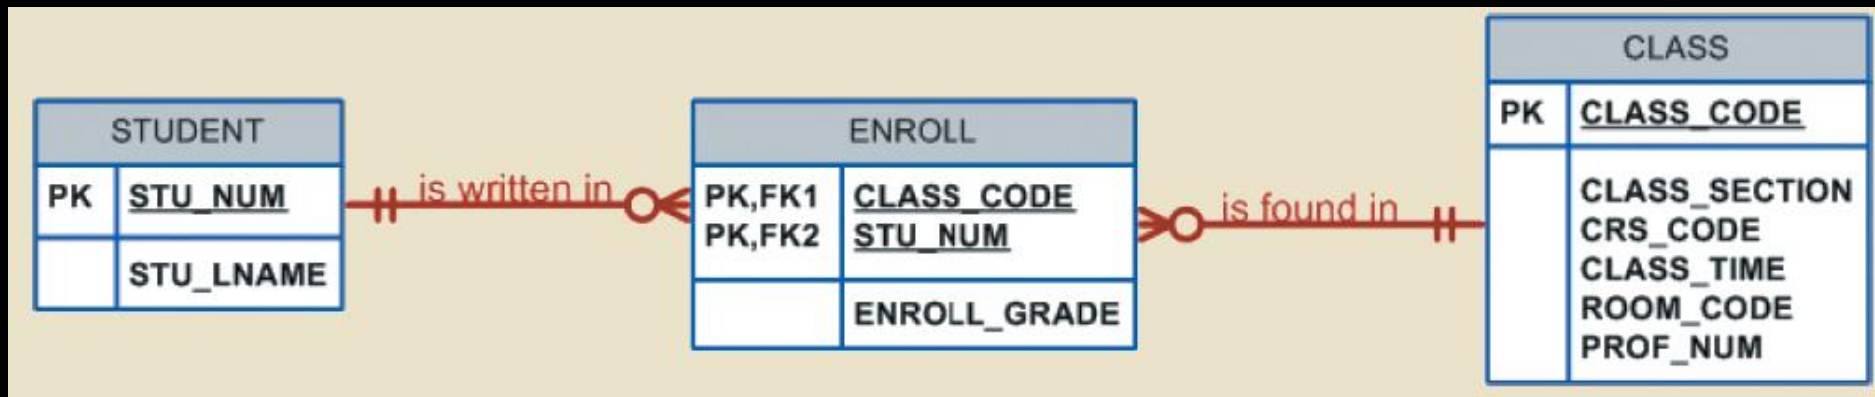 STUDENT
PK STU_NUM
STU_LNAME
is written in
ENROLL
PK,FK1 CLASS_CODE
PK,FK2 STU_NUM
ENROLL_GRADE
is found in
CLASS
PK CLASS_CODE
CLASS_SECTION
CRS_CODE
CLASS_TIME
ROOM_CODE
PROF_NUM